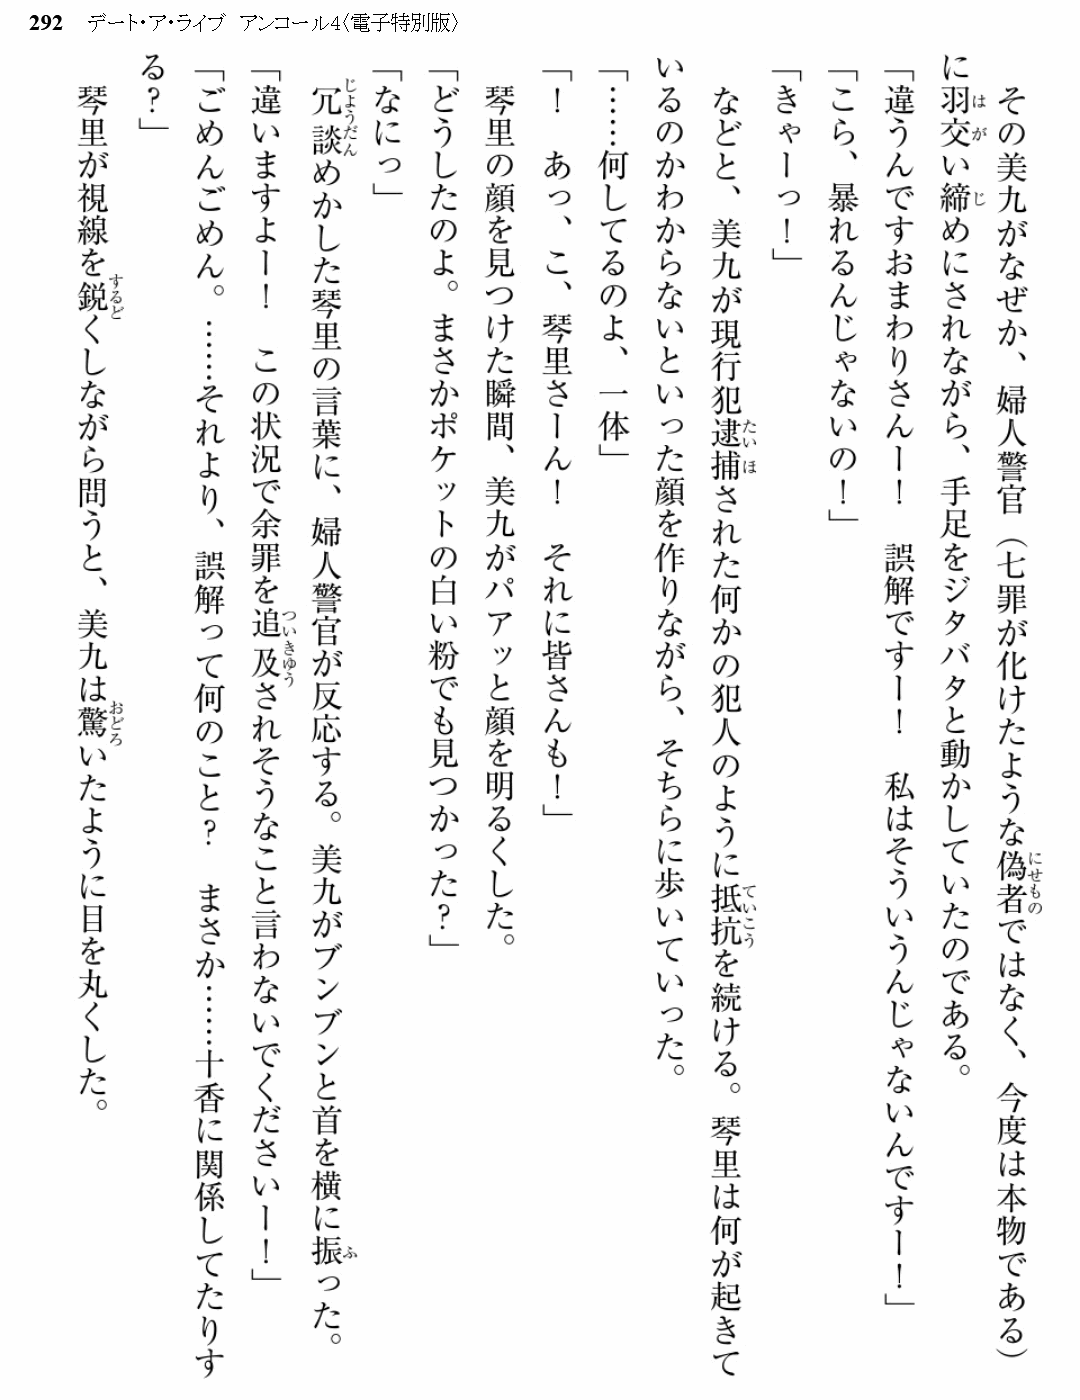 292 デート・ア・ライブ アンコール4〈電子特別版〉
　その美九がなぜか、婦人警官（七罪が化けたような偽者ではなく、今度は本物である）
に羽交い締めにされながら、手足をジタバタと動かしていたのである。
「違うんですおまわりさんー！　誤解ですー！　私はそういうんじゃないんですー！」
「こら、暴れるんじゃないの！」
「きゃーっ！」
　などと、美九が現行犯逮捕された何かの犯人のように抵抗を続ける。琴里は何が起きて
いるのかわからないといった顔を作りながら、そちらに歩いていった。
「……何してるのよ、一体」
「！　あっ、こ、琴里さーん！　それに皆さんも！」
　琴里の顔を見つけた瞬間、美九がパアッと顔を明るくした。
「どうしたのよ。まさかポケットの白い粉でも見つかった？」
「なにっ」
　冗談めかした琴里の言葉に、婦人警官が反応する。美九がブンブンと首を横に振った。
「違いますよー！　この状況で余罪を追及されそうなこと言わないでくださいー！」
「ごめんごめん。……それより、誤解って何のこと？　まさか……十香に関係してたりす
る？」
　琴里が視線を鋭くしながら問うと、美九は驚いたように目を丸くした。